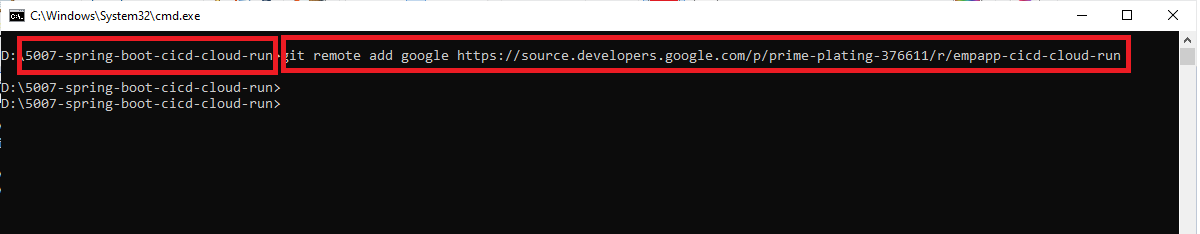 C:\Windows\System32\cmd.exe
D:\5007-spring-boot-cicd-cloud-run>git remote add google https://source.developers.google.com/p/prime-plating-376611/r/empapp-cicd-cloud-run
D:\5007-spring-boot-cicd-cloud-run>
D:\5007-spring-boot-cicd-cloud-run>